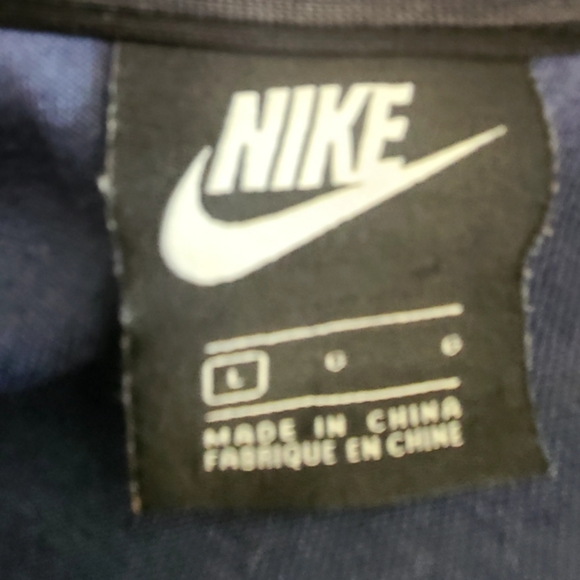 NIKE
L G G
MADE IN CHINA
FABRIQUE EN CHINE